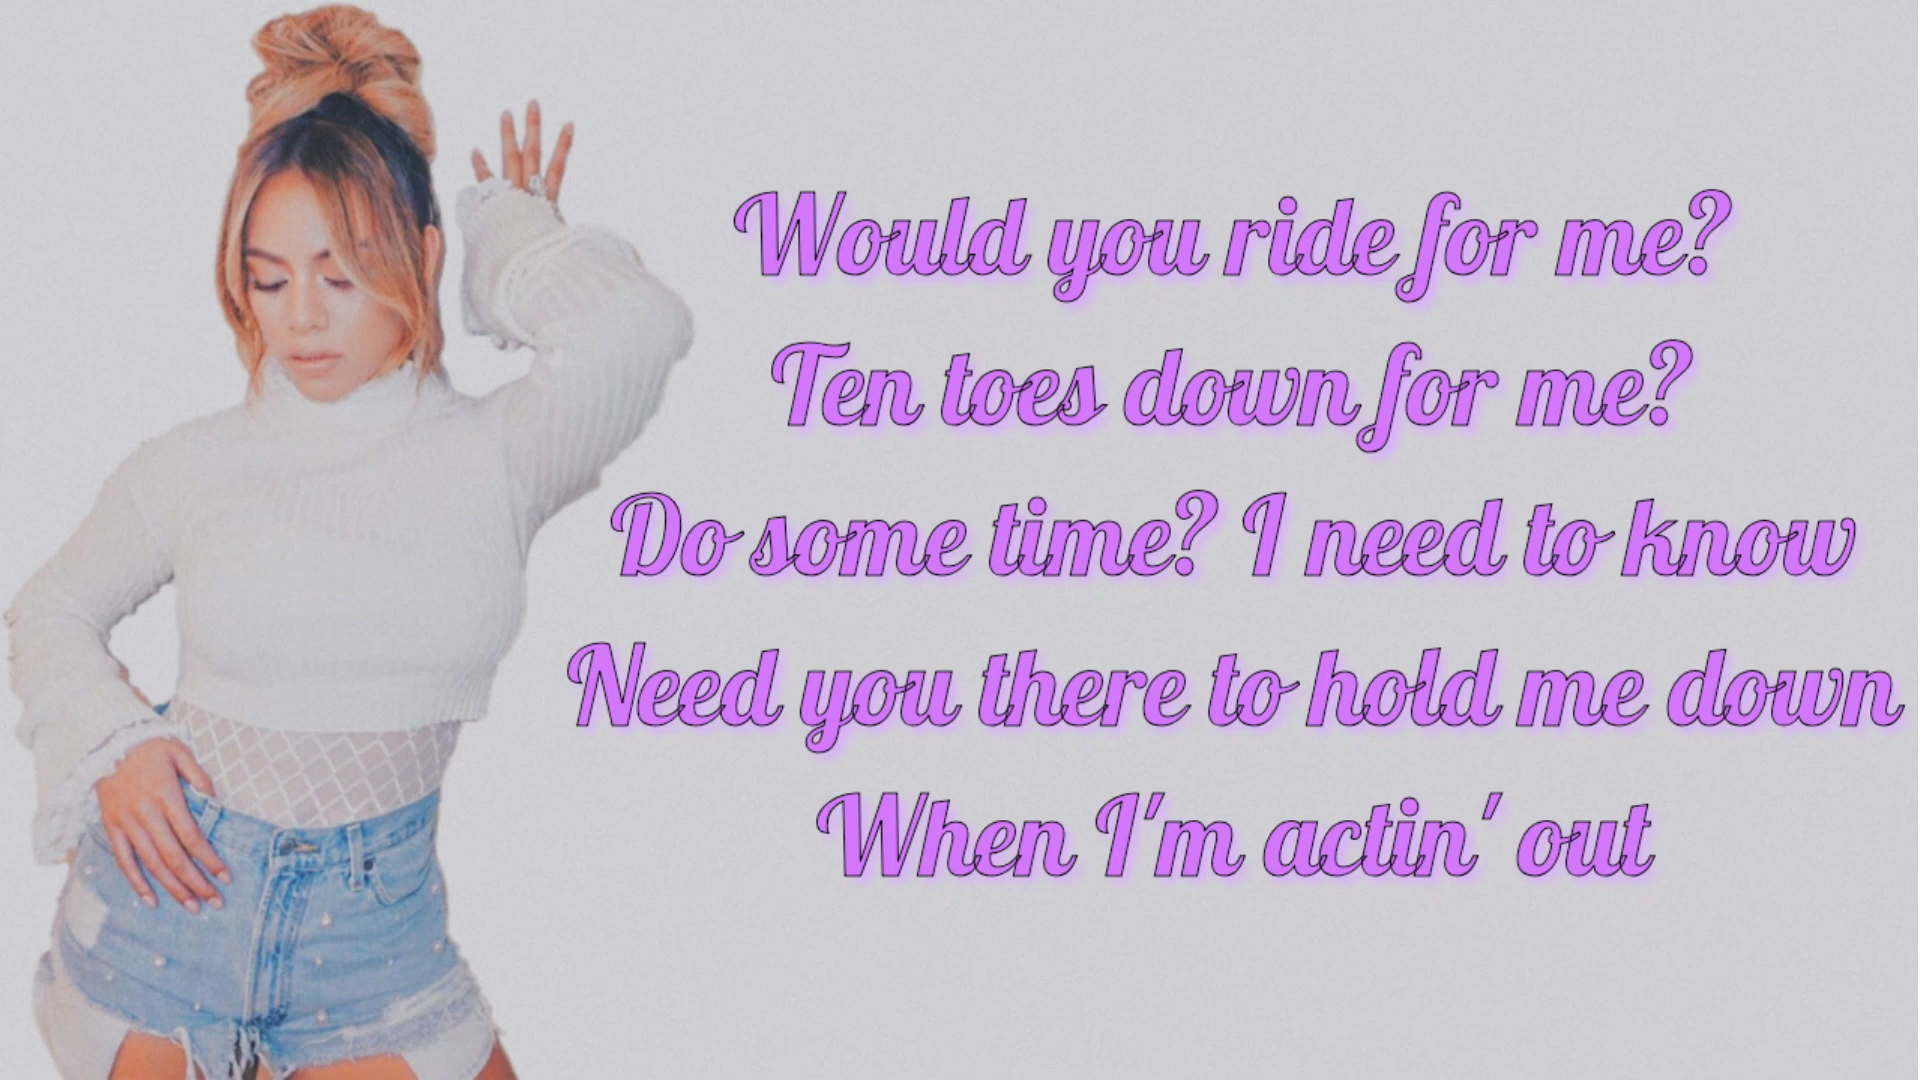 Would you ride for me?
Ten toes down for me?
Do some time? I need to know
Need you there to hold me down
When I'm actin' out